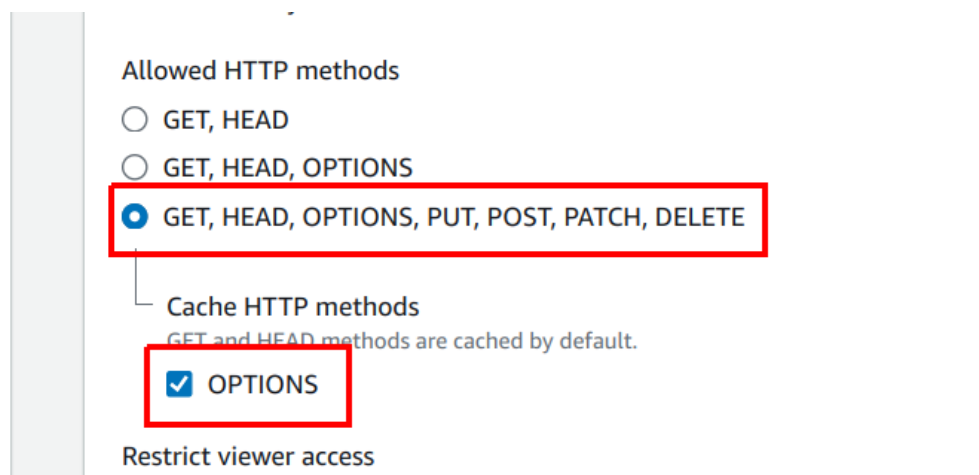 Allowed HTTP methods
GET, HEAD
GET, HEAD, OPTIONS
GET, HEAD, OPTIONS, PUT, POST, PATCH, DELETE
Cache HTTP methods
GET and HEAD methods are cached by default.
OPTIONS
Restrict viewer access